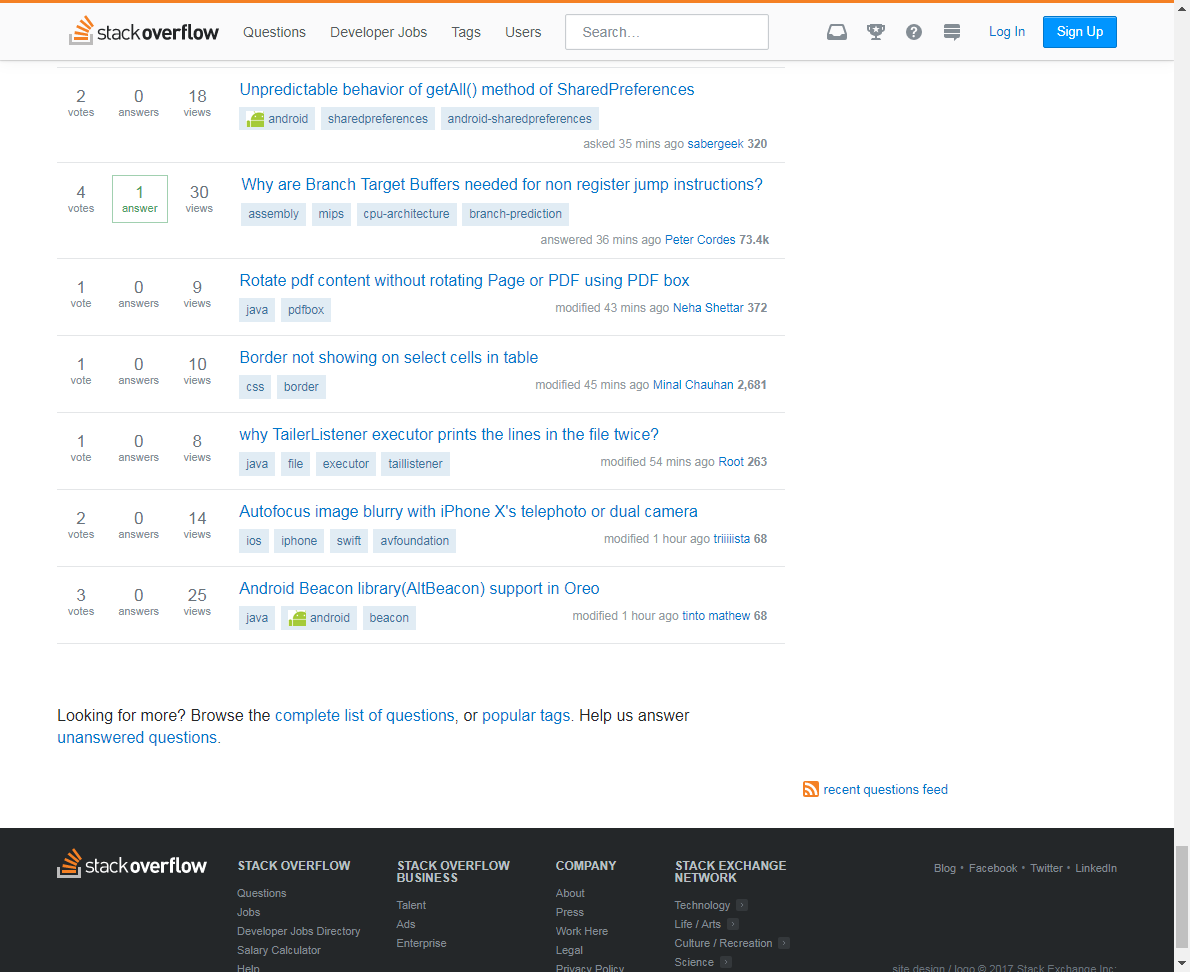 stack overflow Questions Developer Jobs Tags Users Search... Log In Sign Up
2 votes 0 answers 18 views
Unpredictable behavior of getAll() method of SharedPreferences
android sharedpreferences android-sharedpreferences
asked 35 mins ago sabergeek 320
4 votes 1 answer 30 views
Why are Branch Target Buffers needed for non register jump instructions?
assembly mips cpu-architecture branch-prediction
answered 36 mins ago Peter Cordes 73.4k
1 vote 0 answers 9 views
Rotate pdf content without rotating Page or PDF using PDF box
java pdfbox modified 43 mins ago Neha Shettar 372
1 vote 0 answers 10 views
Border not showing on select cells in table
css border modified 45 mins ago Minal Chauhan 2,681
1 vote 0 answers 8 views
why TailerListener executor prints the lines in the file twice?
java file executor taillistener modified 54 mins ago Root 263
2 votes 0 answers 14 views
Autofocus image blurry with iPhone X's telephoto or dual camera
ios iphone swift avfoundation modified 1 hour ago triiiiista 68
3 votes 0 answers 25 views
Android Beacon library(AltBeacon) support in Oreo
java android beacon modified 1 hour ago tinto mathew 68
Looking for more? Browse the complete list of questions, or popular tags. Help us answer
unanswered questions.
recent questions feed
stack overflow
STACK OVERFLOW
Questions
Jobs
Developer Jobs Directory
Salary Calculator
Help
STACK OVERFLOW
BUSINESS
Talent
Ads
Enterprise
COMPANY
About
Press
Work Here
Legal
Privacy Policy
STACK EXCHANGE
NETWORK
Technology
Life / Arts
Culture / Recreation
Science
Blog • Facebook • Twitter • LinkedIn
site design / logo © 2017 Stack Exchange Inc;